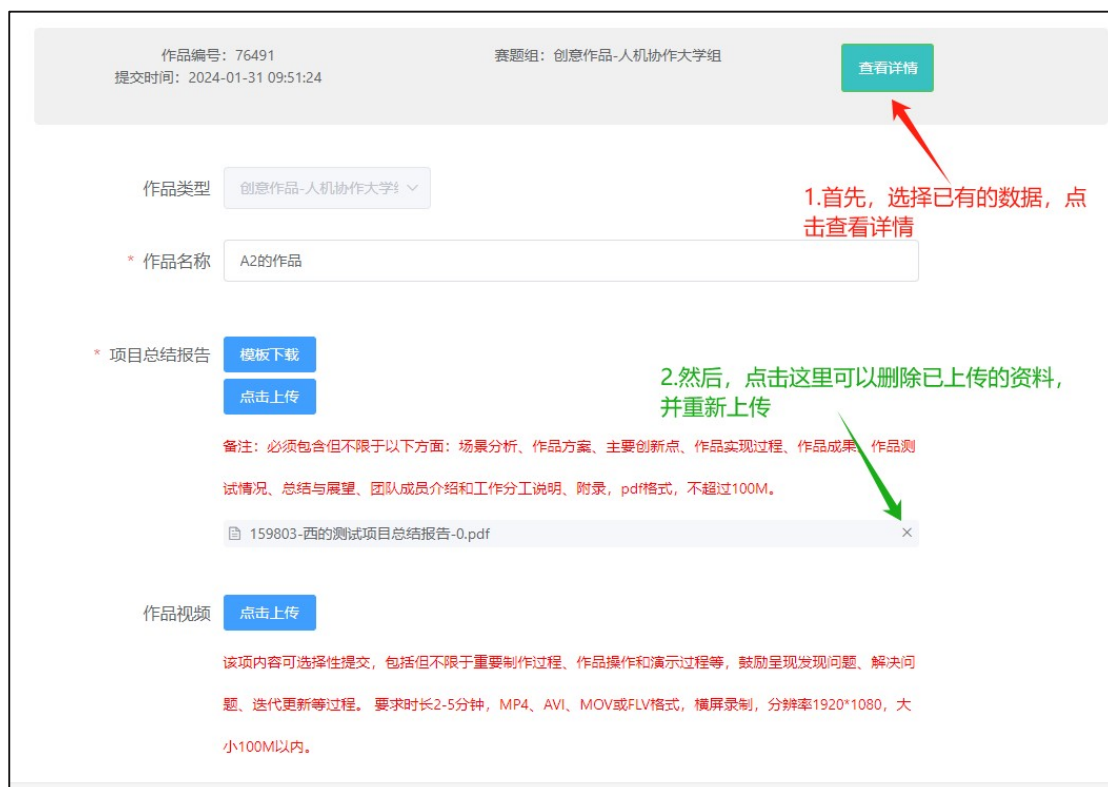 作品编号：76491
赛题组：创意作品-人机协作大学组
提交时间：2024-01-31 09:51:24
查看详情
1.首先，选择已有的数据，点
击查看详情
作品类型
创意作品-人机协作大学
* 作品名称
A2的作品
* 项目总结报告
模板下载
点击上传
2.然后，点击这里可以删除已上传的资料，
并重新上传
备注：必须包含但不限于以下方面：场景分析、作品方案、主要创新点、作品实现过程、作品成果、作品测
试情况、总结与展望、团队成员介绍和工作分工说明、附录，pdf格式，不超过100M。
159803-西的测试项目总结报告-0.pdf
作品视频
点击上传
该项内容可选择性提交，包括但不限于重要制作过程、作品操作和演示过程等，鼓励呈现发现问题、解决问
题、迭代更新等过程。 要求时长2-5分钟，MP4、AVI、MOV或FLV格式，横屏录制，分辨率1920*1080，大
小100M以内。